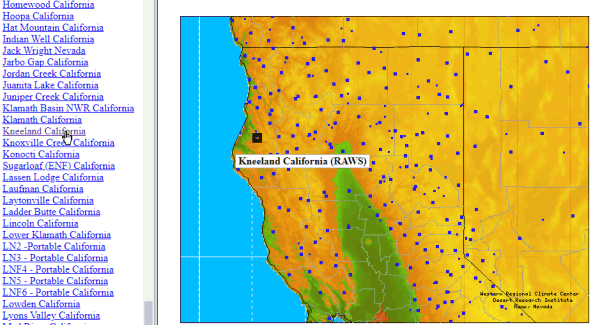 Homewood California
Hoopa California
Hat Mountain California
Indian Well California
Jack Wright Nevada
Jarbo Gap California
Jordan Creek California
Juanita Lake California
Juniper Creek California
Klamath Basin NWR California
Klamath California
Kneeland California
Knoxville Creek California
Konocti California
Sugarloaf (ENF) California
Lassen Lodge California
Laufman California
Laytonville California
Ladder Butte California
Lincoln California
Lower Klamath California
LN2 -Portable California
LN3 - Portable California
LNF4 - Portable California
LN5 - Portable California
LNF6 - Portable California
Lowden California
Lyons Valley California
Kneeland California (RAWS)
Western Regional Climate Center
Desert Research Institute
Reno, Nevada